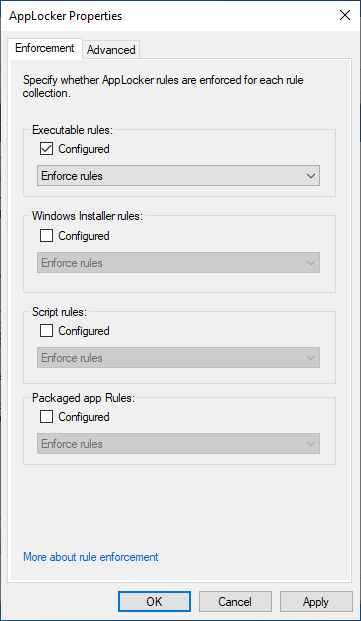 AppLocker Properties
Enforcement
Advanced
Specify whether AppLocker rules are enforced for each rule
collection.
Executable rules:
Configured
Enforce rules
Windows Installer rules:
Configured
Enforce rules
Script rules:
Configured
Enforce rules
Packaged app Rules:
Configured
Enforce rules
More about rule enforcement
OK
Cancel
Apply